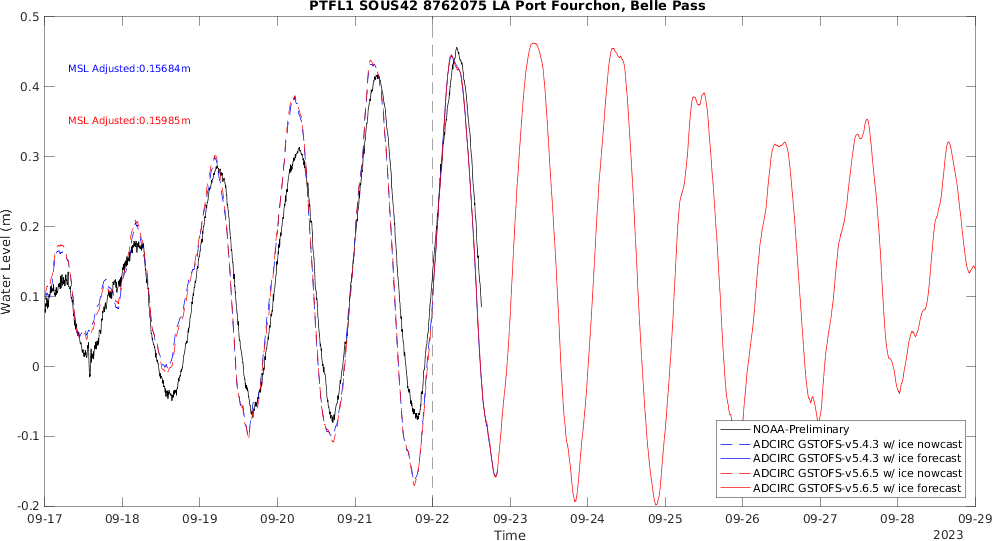 PTFL1 SOUS42 8762075 LA Port Fourchon, Belle Pass
0.5
0.4
0.3
0.2
0.1
0
-0.1
-0.2
Water Level (m)
MSL Adjusted:0.15684m
MSL Adjusted:0.15985m
NOAA-Preliminary
ADCIRC GSTOFS-v5.4.3 w/ ice nowcast
ADCIRC GSTOFS-v5.4.3 w/ ice forecast
ADCIRC GSTOFS-v5.6.5 w/ ice nowcast
ADCIRC GSTOFS-v5.6.5 w/ ice forecast
09-17 09-18 09-19 09-20 09-21 09-22 09-23 09-24 09-25 09-26 09-27 09-28 09-29
Time
2023